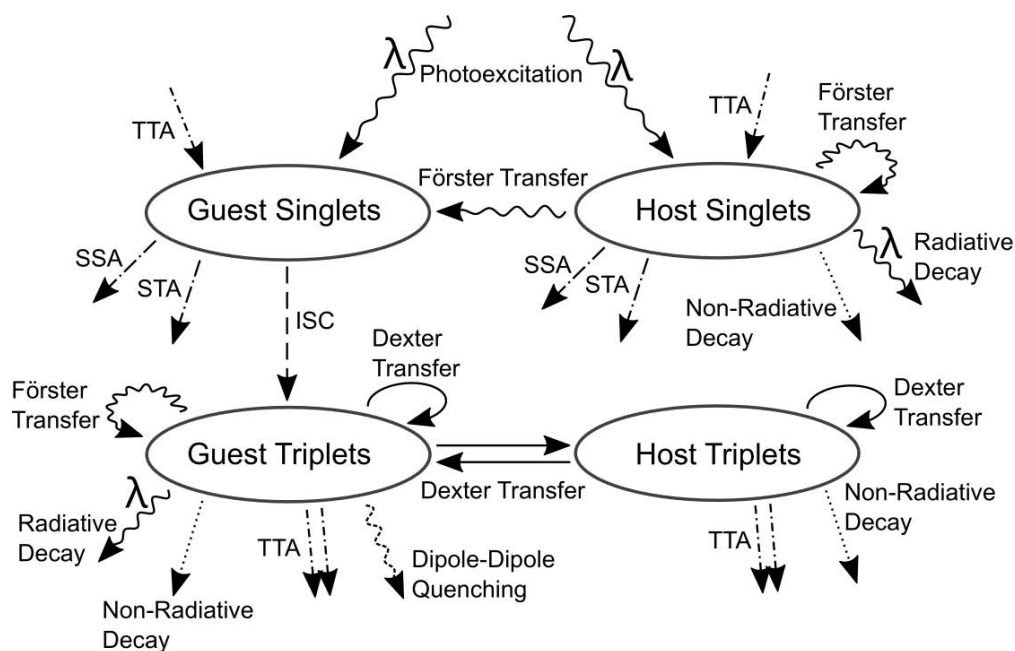 λ
λ
Photoexcitation
TTA
TTA
Förster
Transfer
Guest Singlets
Förster Transfer
Host Singlets
SSA
STA
SSA
STA
λ
Radiative
Decay
ISC
Non-Radiative
Decay
Förster
Transfer
Dexter
Transfer
Dexter
Transfer
Guest Triplets
Host Triplets
Dexter Transfer
λ
Radiative
Decay
Non-Radiative
Decay
TTA
Dipole-Dipole
Quenching
TTA
Non-Radiative
Decay